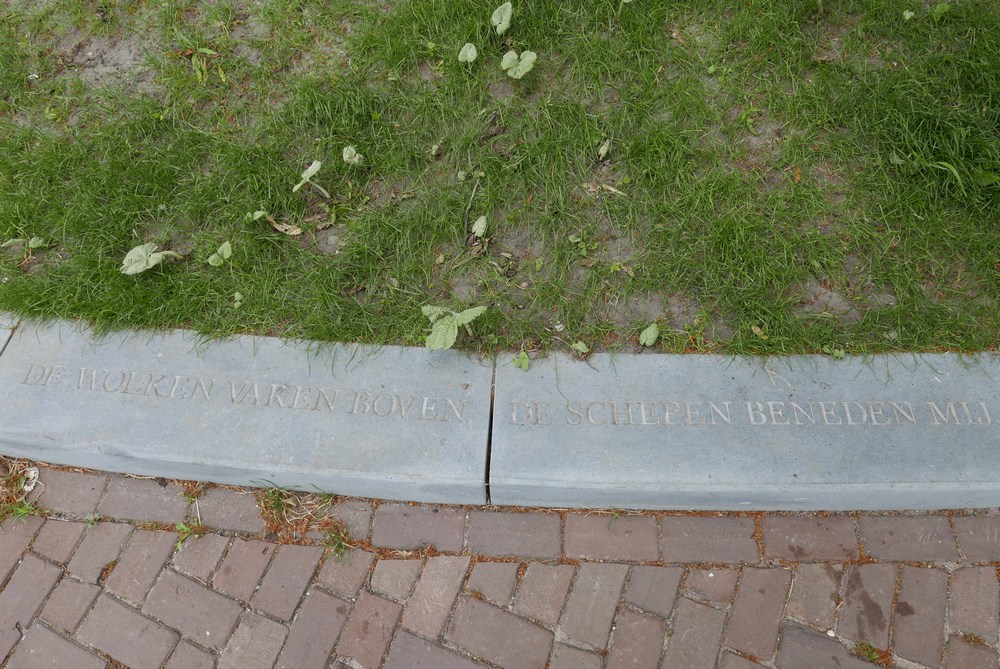 DE WOLKEN VAREN BOVEN, DE SCHEPEN BENEDEN MIJ